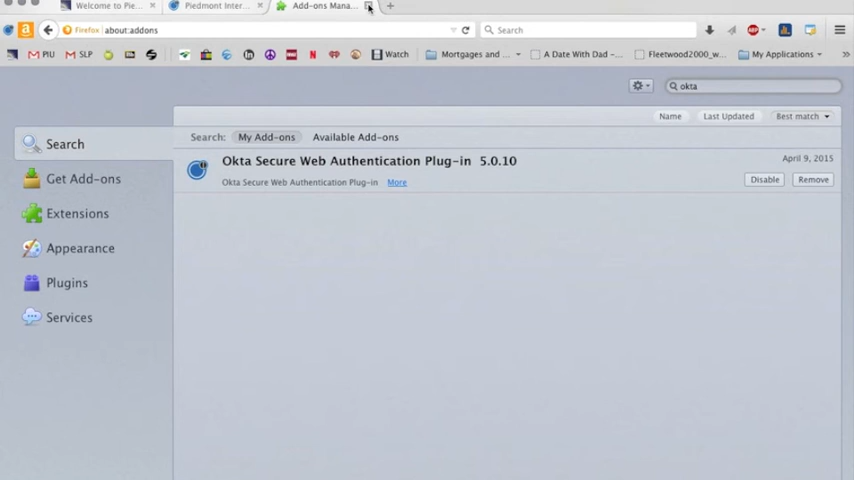 Welcome to Pie...
Piedmont Inter...
Add-ons Mana...
Firefox about:addons
Search
PIU
SLP
Watch
Mortgages and ...
A Date With Dad -...
Fleetwood2000_w...
My Applications
okta
Name
Last Updated
Best match
Search: My Add-ons Available Add-ons
Search
Okta Secure Web Authentication Plug-in 5.0.10
April 9, 2015
Okta Secure Web Authentication Plug-in More
Disable
Remove
Get Add-ons
Extensions
Appearance
Plugins
Services